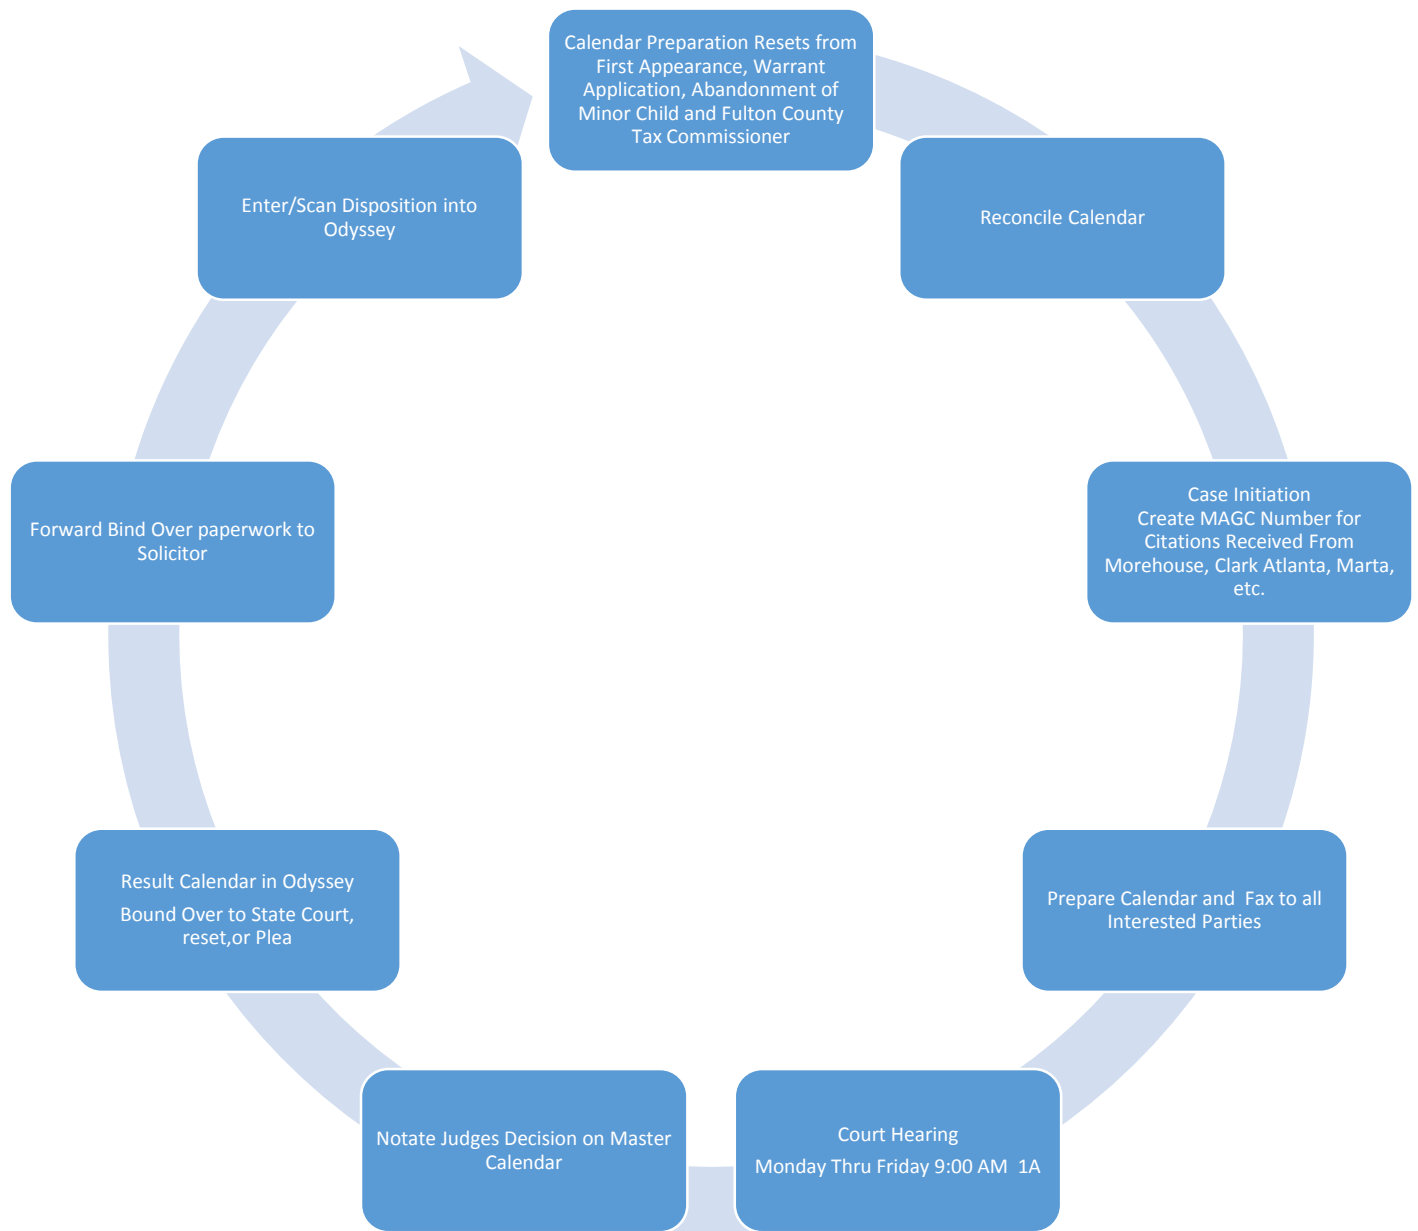 Calendar Preparation Resets from
First Appearance, Warrant
Application, Abandonment of
Minor Child and Fulton County
Tax Commissioner
Reconcile Calendar
Case Initiation
Create MAGC Number for
Citations Received From
Morehouse, Clark Atlanta, Marta,
etc.
Prepare Calendar and  Fax to all
Interested Parties
Court Hearing
Monday Thru Friday 9:00 AM  1A
Notate Judges Decision on Master
Calendar
Result Calendar in Odyssey
Bound Over to State Court,
reset,or Plea
Forward Bind Over paperwork to
Solicitor
Enter/Scan Disposition into
Odyssey